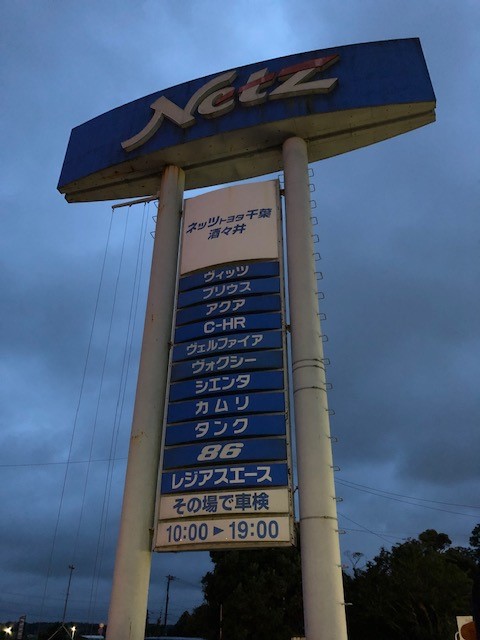 Netz
ネッツトヨタ千葉
酒々井
ヴィッツ
プリウス
アクア
C-HR
ヴェルファイア
ヴォクシー
シエンタ
カムリ
タンク
86
レジアスエース
その場で車検
10:00▶19:00